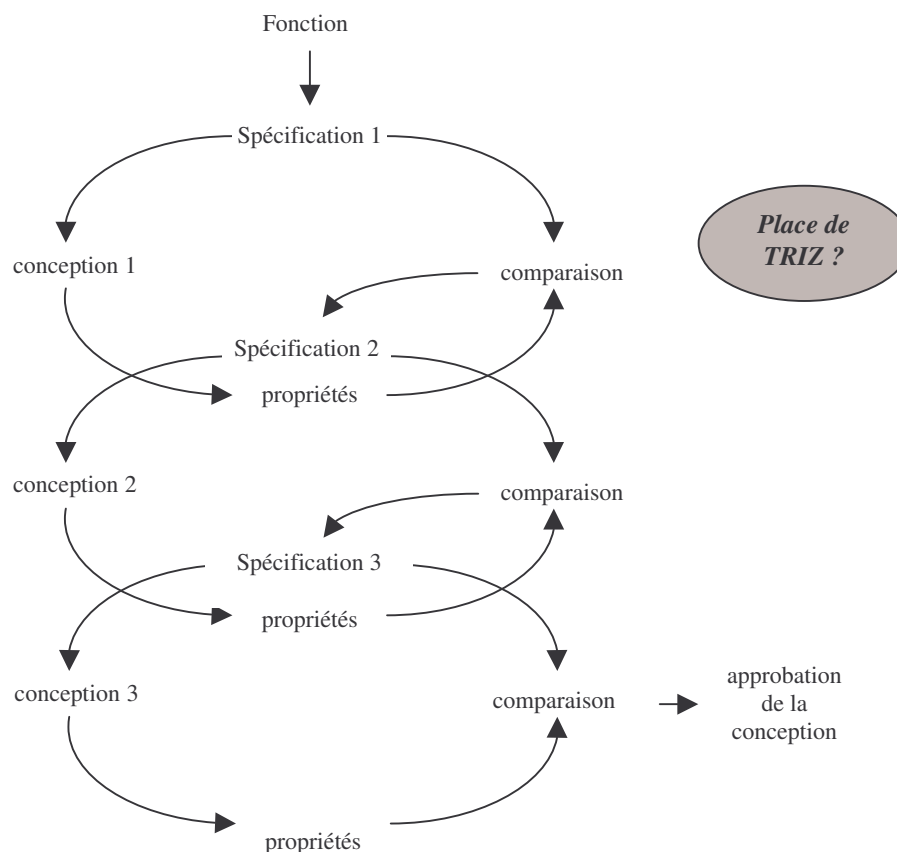 Fonction
Spécification 1
Place de
TRIZ ?
conception 1
comparaison
Spécification 2
propriétés
conception 2
comparaison
Spécification 3
propriétés
conception 3
comparaison
approbation
de la
conception
propriétés